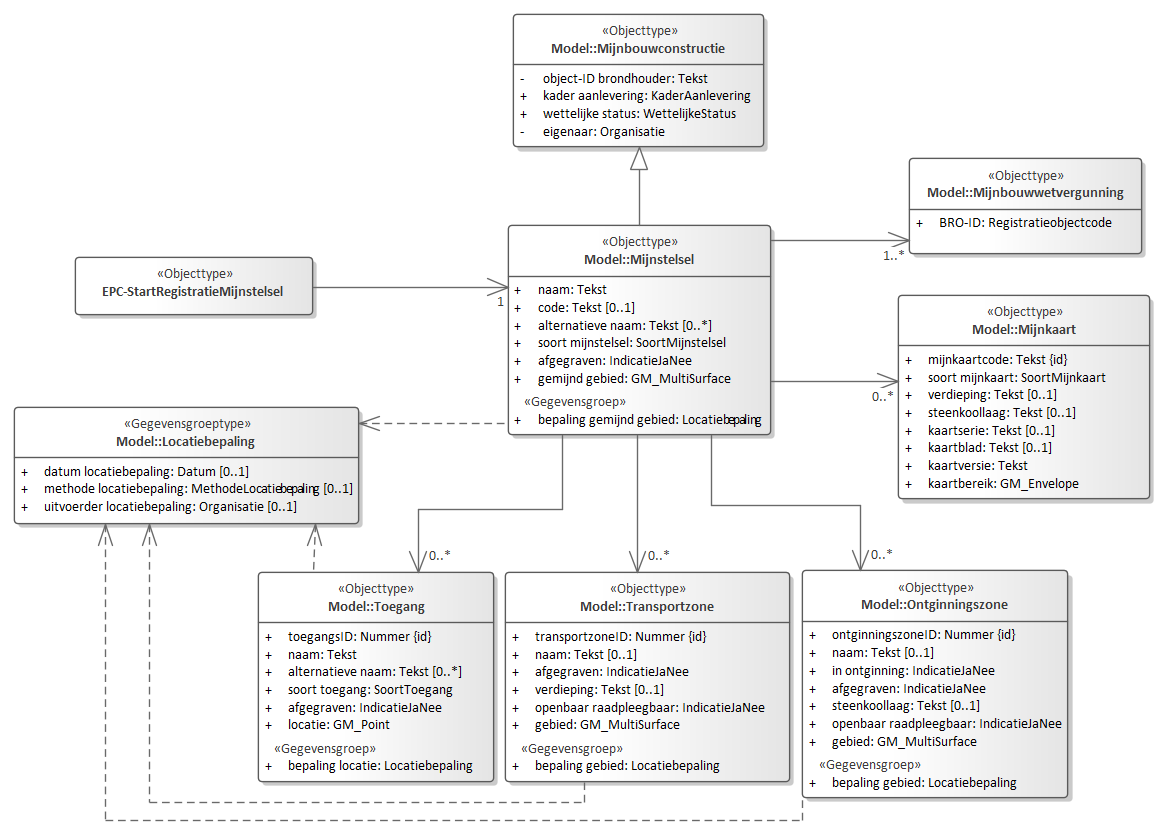 «Objecttype»
Model::Mijnbouwconstructie
- object-ID brondhouder: Tekst
+ kader aanlevering: KaderAanlevering
+ wettelijke status: WettelijkeStatus
- eigenaar: Organisatie
«Objecttype»
Model::Mijnbouwwetvergunning
+ BRO-ID: Registratieobjectcode
1..*
«Objecttype»
EPC-StartRegistratieMijnstelsel
1
«Objecttype»
Model::Mijnstelsel
+ naam: Tekst
+ code: Tekst [0..1]
+ alternatieve naam: Tekst [0..*]
+ soort mijnstelsel: SoortMijnstelsel
+ afgegraven: IndicatieJaNee
+ gemijnd gebied: GM_MultiSurface
«Gegevensgroep»
+ bepaling gemijnd gebied: Locatiebepaling
«Objecttype»
Model::Mijnkaart
+ mijnkaartcode: Tekst {id}
+ soort mijnkaart: SoortMijnkaart
+ verdieping: Tekst [0..1]
+ steenkoollaag: Tekst [0..1]
+ kaartserie: Tekst [0..1]
+ kaartblad: Tekst [0..1]
+ kaartversie: Tekst
+ kaartbereik: GM_Envelope
0..*
«Gegevensgroeptype»
Model::Locatiebepaling
+ datum locatiebepaling: Datum [0..1]
+ methode locatiebepaling: MethodeLocatiebepaling [0..1]
+ uitvoerder locatiebepaling: Organisatie [0..1]
0..*
0..*
0..*
«Objecttype»
Model::Toegang
+ toegangsID: Nummer {id}
+ naam: Tekst
+ alternatieve naam: Tekst [0..*]
+ soort toegang: SoortToegang
+ afgegraven: IndicatieJaNee
+ locatie: GM_Point
«Gegevensgroep»
+ bepaling locatie: Locatiebepaling
«Objecttype»
Model::Transportzone
+ transportzoneID: Nummer {id}
+ naam: Tekst [0..1]
+ afgegraven: IndicatieJaNee
+ verdieping: Tekst [0..1]
+ openbaar raadpleegbaar: IndicatieJaNee
+ gebied: GM_MultiSurface
«Gegevensgroep»
+ bepaling gebied: Locatiebepaling
«Objecttype»
Model::Ontginningszone
+ ontginningszoneID: Nummer {id}
+ naam: Tekst [0..1]
+ in ontginning: IndicatieJaNee
+ afgegraven: IndicatieJaNee
+ steenkoollaag: Tekst [0..1]
+ openbaar raadpleegbaar: IndicatieJaNee
+ gebied: GM_MultiSurface
«Gegevensgroep»
+ bepaling gebied: Locatiebepaling